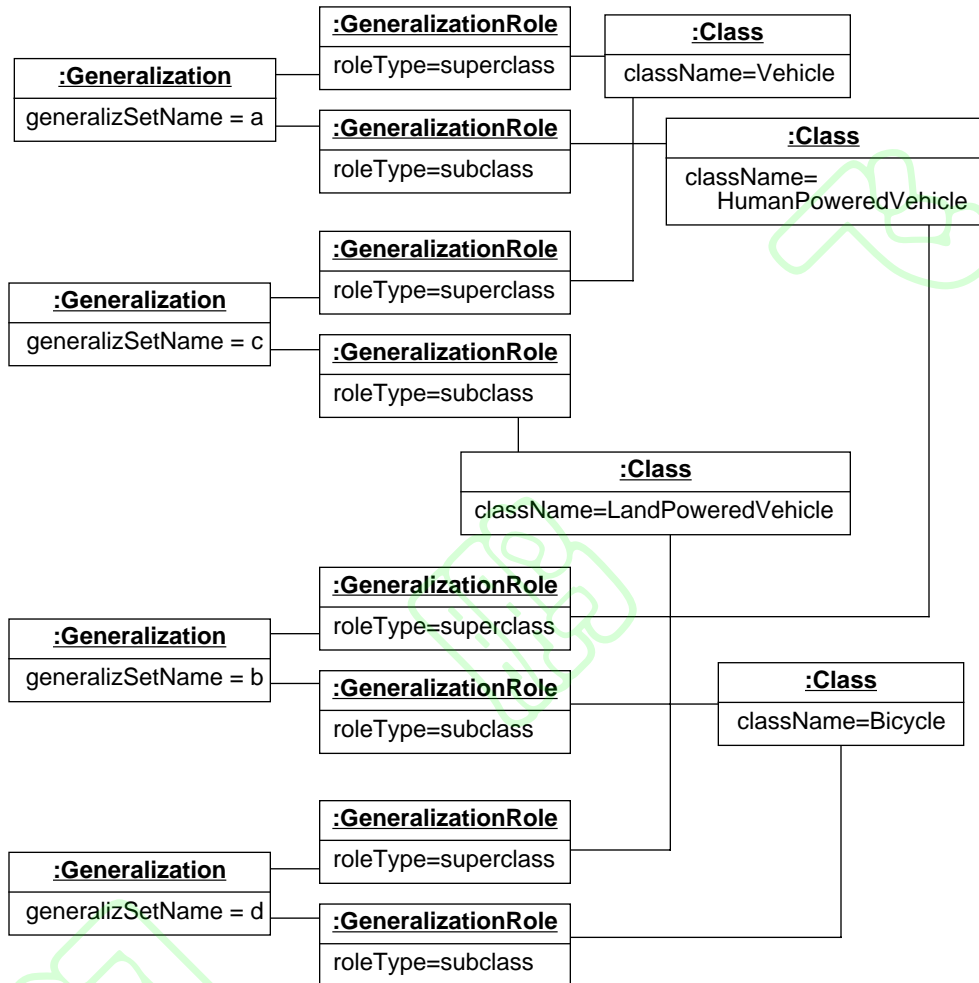 :GeneralizationRole
roleType=superclass
:Class
className=Vehicle
:Generalization
generalizSetName = a
:GeneralizationRole
roleType=subclass
:Class
className=
HumanPoweredVehicle
:GeneralizationRole
roleType=superclass
:Generalization
generalizSetName = c
:GeneralizationRole
roleType=subclass
:Class
className=LandPoweredVehicle
:GeneralizationRole
roleType=superclass
:Generalization
generalizSetName = b
:GeneralizationRole
roleType=subclass
:Class
className=Bicycle
:GeneralizationRole
roleType=superclass
:Generalization
generalizSetName = d
:GeneralizationRole
roleType=subclass